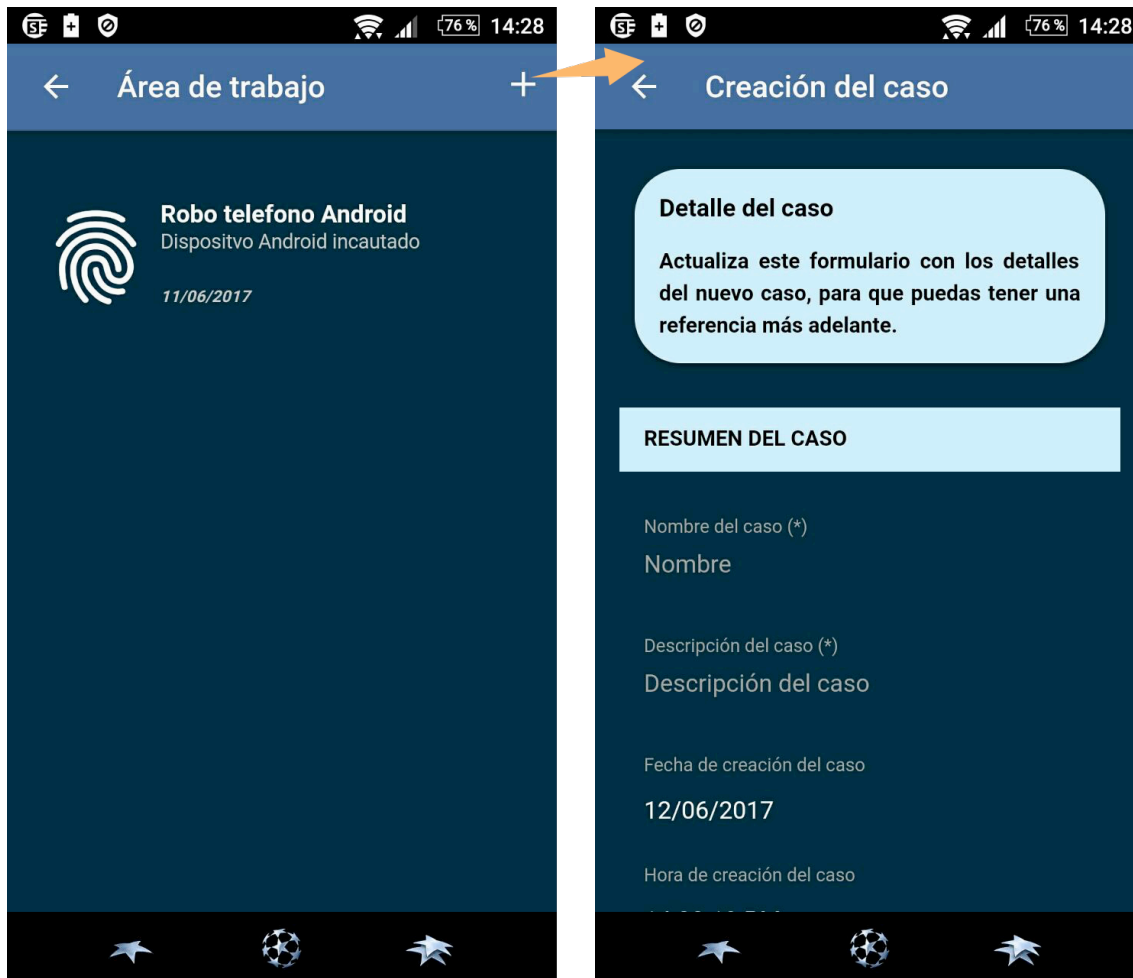 76% 14:28
Área de trabajo
Robo telefono Android
Dispositvo Android incautado
11/06/2017
76% 14:28
Creación del caso
Detalle del caso
Actualiza este formulario con los detalles
del nuevo caso, para que puedas tener una
referencia más adelante.
RESUMEN DEL CASO
Nombre del caso (*)
Nombre
Descripción del caso (*)
Descripción del caso
Fecha de creación del caso
12/06/2017
Hora de creación del caso